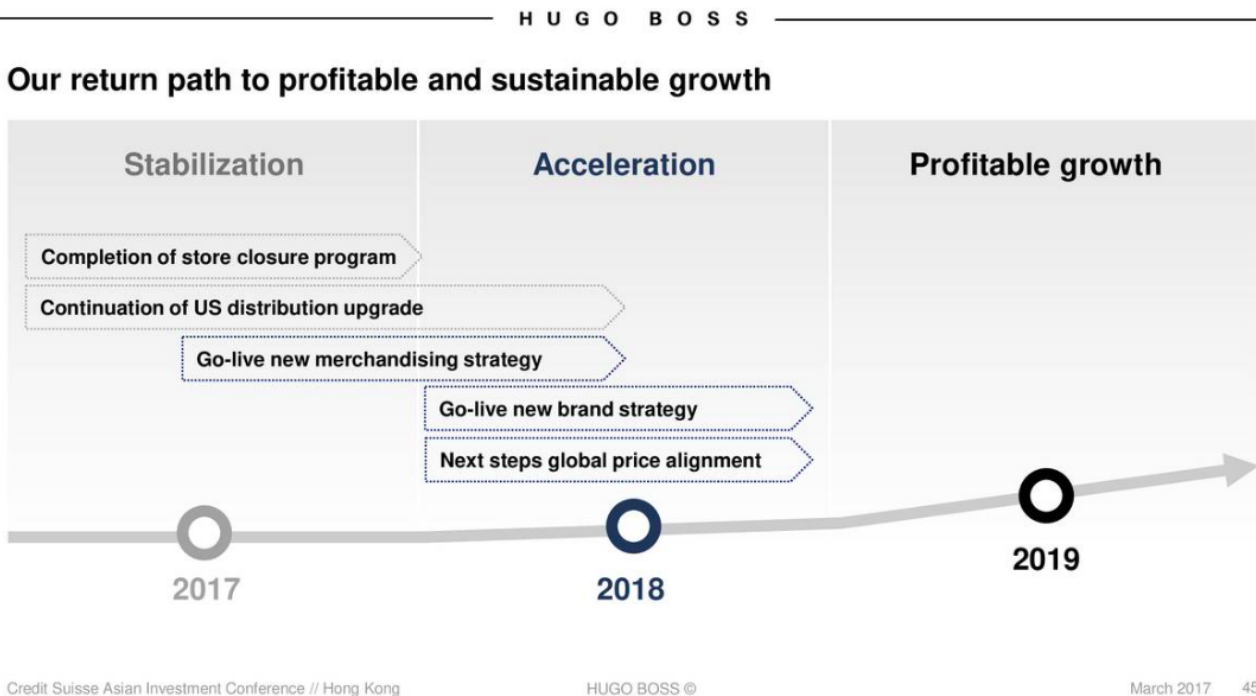 HUGO BOSS
Our return path to profitable and sustainable growth
Stabilization
Acceleration
Profitable growth
Completion of store closure program
Continuation of US distribution upgrade
Go-live new merchandising strategy
Go-live new brand strategy
Next steps global price alignment
2017
2018
2019
Credit Suisse Asian Investment Conference // Hong Kong
HUGO BOSS ©
March 2017
45